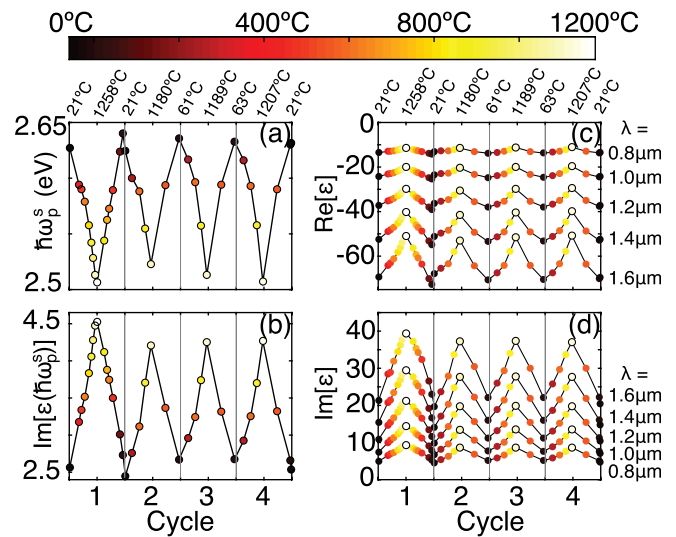 0°C 400°C 800°C 1200°C
21°C 1258°C 21°C 1180°C 61°C 1189°C 63°C 1207°C 21°C
21°C 1258°C 21°C 1180°C 61°C 1189°C 63°C 1207°C 21°C
2.65
(a)
ℏω_p^s (eV)
2.5
0
(c)
λ =
-20
-40
-60
Re[ε]
0.8μm
1.0μm
1.2μm
1.4μm
1.6μm
4.5
(b)
Im[ε(ℏω_p^s)]
2.5
1 2 3 4
Cycle
40
(d)
30
20
10
0
Im[ε]
λ =
1.6μm
1.4μm
1.2μm
1.0μm
0.8μm
1 2 3 4
Cycle